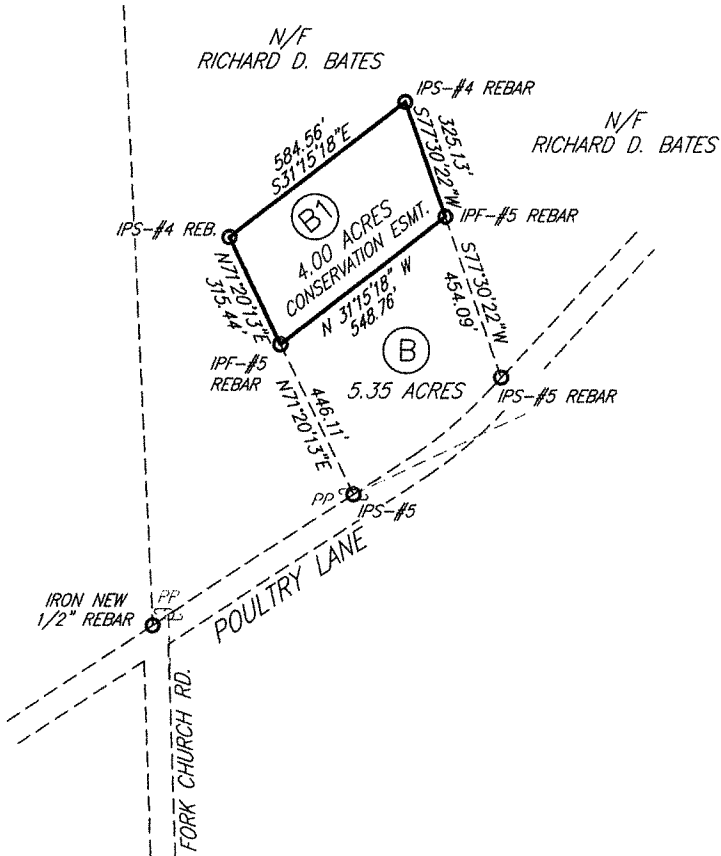 N/F
RICHARD D. BATES
IPS-#4 REBAR
N/F
RICHARD D. BATES
584.56'
S31°15'18"E
325.13'
S77°30'22"W
B1
4.00 ACRES
CONSERVATION ESMT.
IPS-#4 REB.
IPF-#5 REBAR
N71°20'13"E
315.44'
N 31°15'18" W
548.76'
S77°30'22"W
454.09'
IPF-#5
REBAR
B
5.35 ACRES
IPS-#5 REBAR
446.11'
N71°20'13"E
PP
IPS-#5
POULTRY LANE
IRON NEW
1/2" REBAR
PP
FORK CHURCH RD.